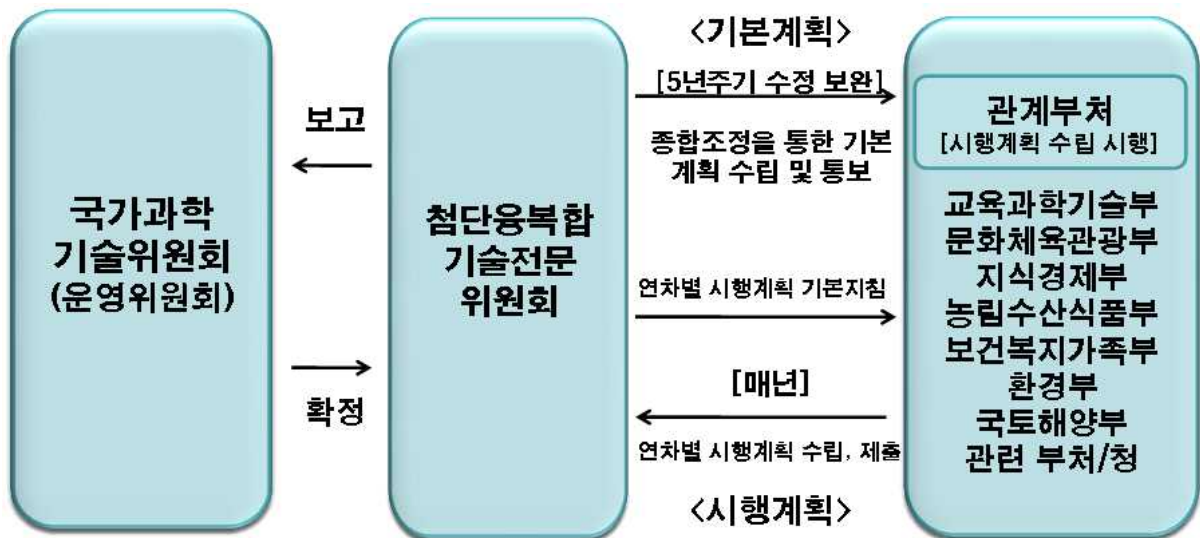 국가과학
기술위원회
(운영위원회)
보고
확정
첨단융복합
기술전문
위원회
<기본계획>
[5년주기 수정 보완]
종합조정을 통한 기본
계획 수립 및 통보
연차별 시행계획 기본지침
[매년]
연차별 시행계획 수립, 제출
<시행계획>
관계부처
[시행계획 수립 시행]
교육과학기술부
문화체육관광부
지식경제부
농림수산식품부
보건복지가족부
환경부
국토해양부
관련 부처/청